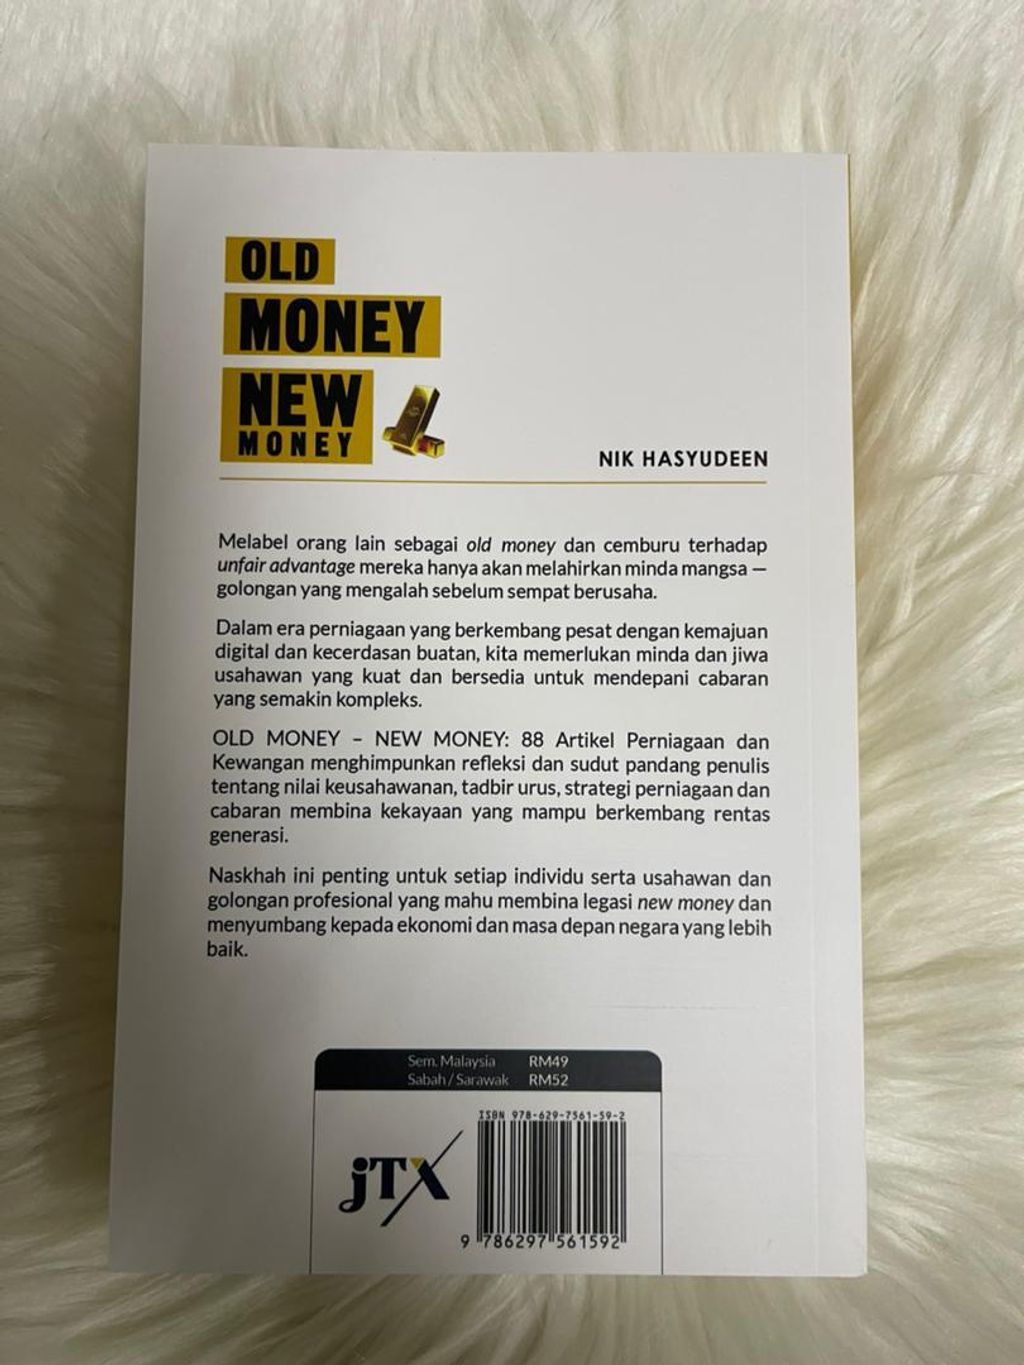 OLD
MONEY
NEW
MONEY
NIK HASYUDEEN
Melabel orang lain sebagai old money dan cemburu terhadap
unfair advantage mereka hanya akan melahirkan minda mangsa —
golongan yang mengalah sebelum sempat berusaha.
Dalam era perniagaan yang berkembang pesat dengan kemajuan
digital dan kecerdasan buatan, kita memerlukan minda dan jiwa
usahawan yang kuat dan bersedia untuk mendepani cabaran
yang semakin kompleks.
OLD MONEY – NEW MONEY: 88 Artikel Perniagaan dan
Kewangan menghimpunkan refleksi dan sudut pandang penulis
tentang nilai keusahawanan, tadbir urus, strategi perniagaan dan
cabaran membina kekayaan yang mampu berkembang rentas
generasi.
Naskhah ini penting untuk setiap individu serta usahawan dan
golongan profesional yang mahu membina legasi new money dan
menyumbang kepada ekonomi dan masa depan negara yang lebih
baik.
Sem. Malaysia RM49
Sabah / Sarawak RM52
ISBN 978-629-7561-59-2
jTX
9 786297 561592